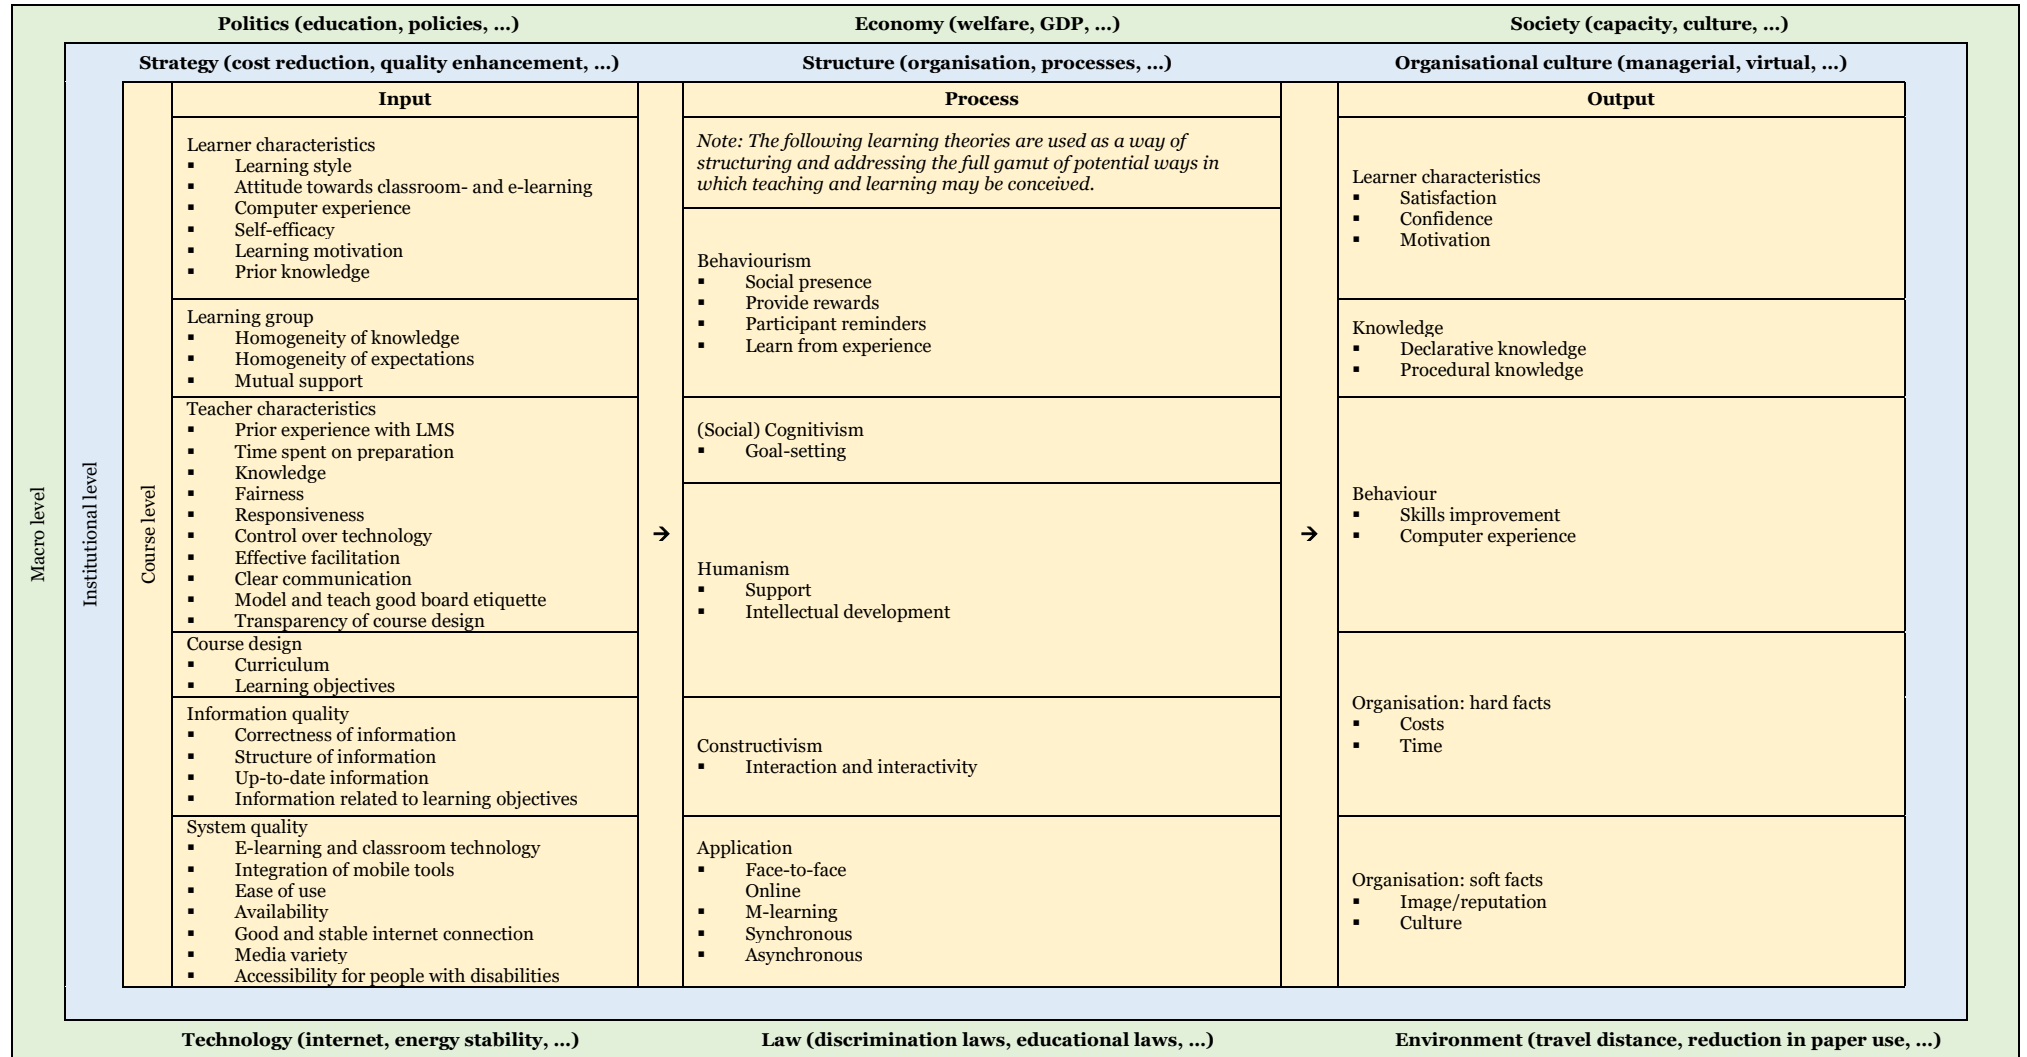 Politics (education, policies, ...)
Economy (welfare, GDP, ...)
Society (capacity, culture, ...)
Strategy (cost reduction, quality enhancement, ...)
Structure (organisation, processes, ...)
Organisational culture (managerial, virtual, ...)
Macro level
Institutional level
Course level
Input
Learner characteristics
▪ Learning style
▪ Attitude towards classroom- and e-learning
▪ Computer experience
▪ Self-efficacy
▪ Learning motivation
▪ Prior knowledge
Learning group
▪ Homogeneity of knowledge
▪ Homogeneity of expectations
▪ Mutual support
Teacher characteristics
▪ Prior experience with LMS
▪ Time spent on preparation
▪ Knowledge
▪ Fairness
▪ Responsiveness
▪ Control over technology
▪ Effective facilitation
▪ Clear communication
▪ Model and teach good board etiquette
▪ Transparency of course design
Course design
▪ Curriculum
▪ Learning objectives
Information quality
▪ Correctness of information
▪ Structure of information
▪ Up-to-date information
▪ Information related to learning objectives
System quality
▪ E-learning and classroom technology
▪ Integration of mobile tools
▪ Ease of use
▪ Availability
▪ Good and stable internet connection
▪ Media variety
▪ Accessibility for people with disabilities
→
Process
Note: The following learning theories are used as a way of
structuring and addressing the full gamut of potential ways in
which teaching and learning may be conceived.
Behaviourism
▪ Social presence
▪ Provide rewards
▪ Participant reminders
▪ Learn from experience
(Social) Cognitivism
▪ Goal-setting
Humanism
▪ Support
▪ Intellectual development
Constructivism
▪ Interaction and interactivity
Application
▪ Face-to-face
Online
▪ M-learning
▪ Synchronous
▪ Asynchronous
→
Output
Learner characteristics
▪ Satisfaction
▪ Confidence
▪ Motivation
Knowledge
▪ Declarative knowledge
▪ Procedural knowledge
Behaviour
▪ Skills improvement
▪ Computer experience
Organisation: hard facts
▪ Costs
▪ Time
Organisation: soft facts
▪ Image/reputation
▪ Culture
Technology (internet, energy stability, ...)
Law (discrimination laws, educational laws, ...)
Environment (travel distance, reduction in paper use, ...)